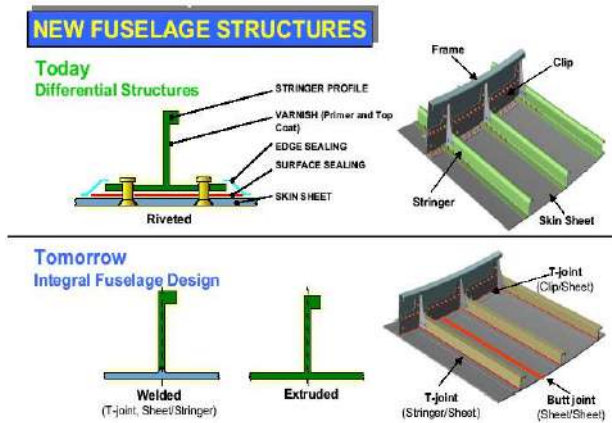 NEW FUSELAGE STRUCTURES
Today
Differential Structures
STRINGER PROFILE
VARNISH (Primer and Top
Coat)
EDGE SEALING
SURFACE SEALING
SKIN SHEET
Riveted
Frame
Clip
Stringer
Skin Sheet
Tomorrow
Integral Fuselage Design
Welded
(T-joint, Sheet/Stringer)
Extruded
T-joint
(Clip/Sheet)
T-joint
(Stringer/Sheet)
Butt joint
(Sheet/Sheet)